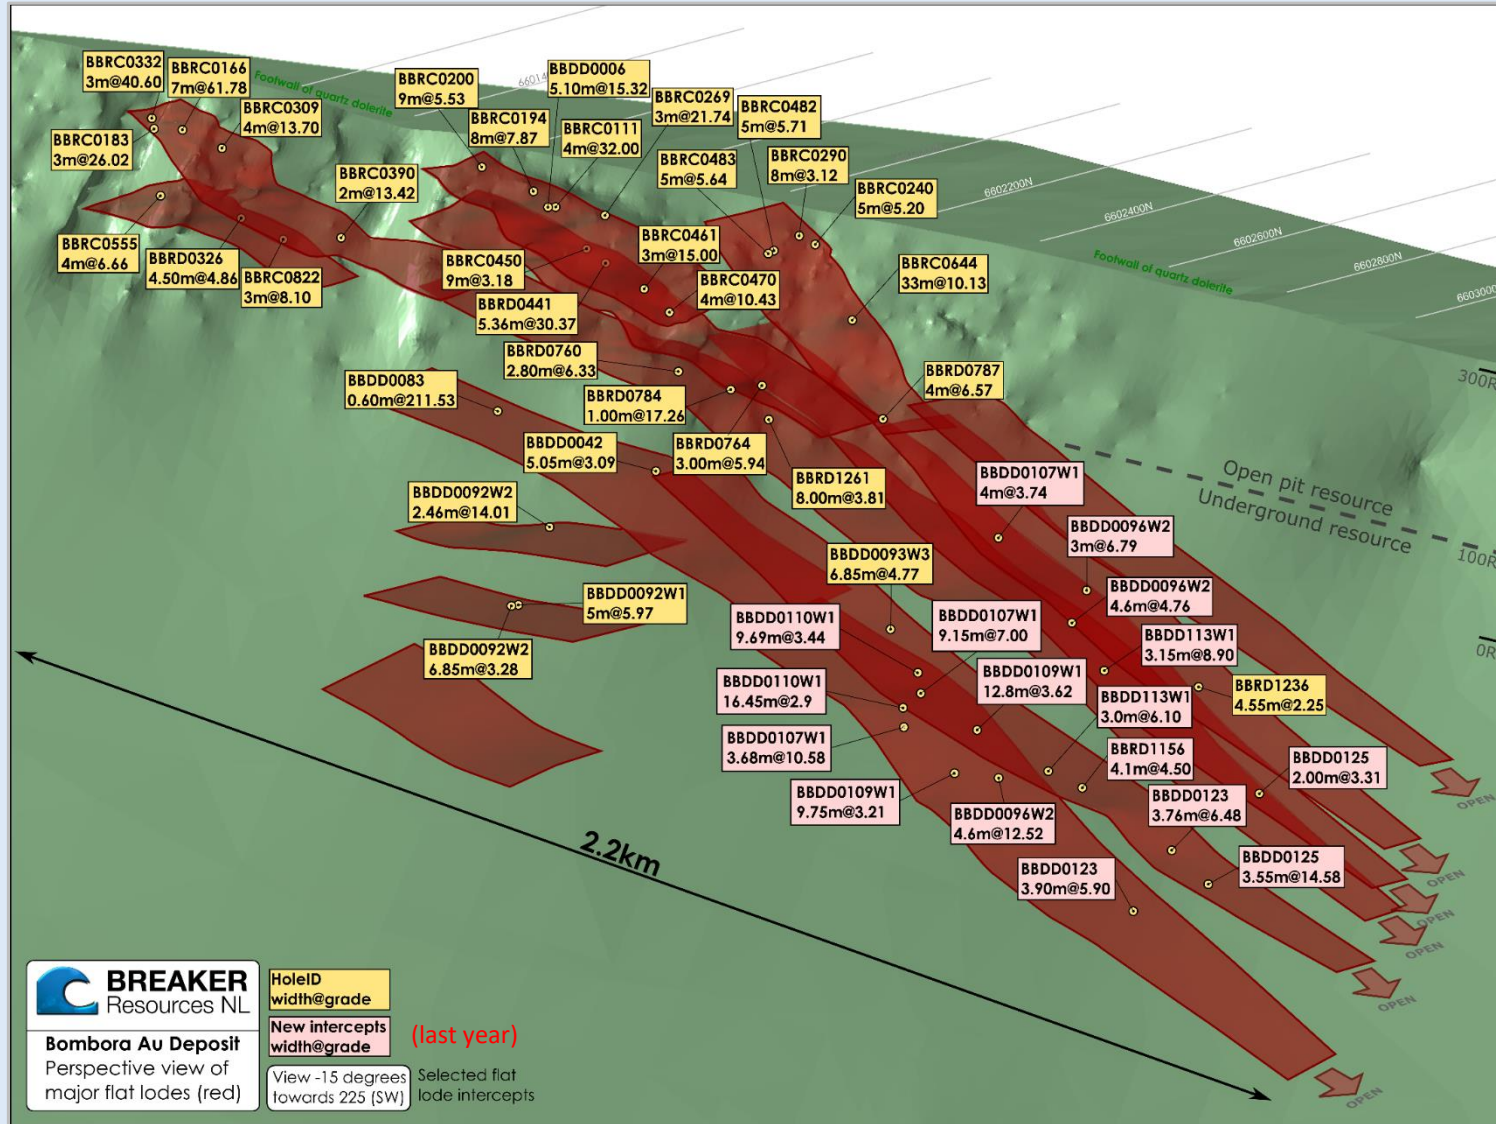 BBRC0332
3m@40.60
BBRC0166
7m@61.78
Footwall of quartz dolerite
BBRC0309
4m@13.70
BBRC0183
3m@26.02
BBRC0200
9m@5.53
BBDD0006
5.10m@15.32
BBRC0194
8m@7.87
BBRC0111
4m@32.00
BBRC0269
3m@21.74
BBRC0482
5m@5.71
BBRC0483
5m@5.64
BBRC0290
8m@3.12
BBRC0240
5m@5.20
6602200N
6602400N
6602600N
6602800N
6603000
BBRC0390
2m@13.42
BBRC0555
4m@6.66
BBRD0326
4.50m@4.86
BBRC0822
3m@8.10
BBRC0450
9m@3.18
BBRC0461
3m@15.00
BBRC0470
4m@10.43
BBRC0644
33m@10.13
Footwall of quartz dolerite
BBRD0441
5.36m@30.37
BBRD0760
2.80m@6.33
BBRD0784
1.00m@17.26
BBRD0787
4m@6.57
300R
BBDD0083
0.60m@211.53
BBDD0042
5.05m@3.09
BBRD0764
3.00m@5.94
BBRD1261
8.00m@3.81
BBDD0107W1
4m@3.74
Open pit resource
Underground resource
100R
BBDD0092W2
2.46m@14.01
BBDD0096W2
3m@6.79
BBDD0093W3
6.85m@4.77
BBDD0096W2
4.6m@4.76
BBDD0092W1
5m@5.97
BBDD0110W1
9.69m@3.44
BBDD0107W1
9.15m@7.00
BBDD113W1
3.15m@8.90
0R
BBDD0092W2
6.85m@3.28
BBDD0110W1
16.45m@2.9
BBDD0109W1
12.8m@3.62
BBDD113W1
3.0m@6.10
BBRD1236
4.55m@2.25
BBDD0107W1
3.68m@10.58
BBRD1156
4.1m@4.50
BBDD0125
2.00m@3.31
BBDD0109W1
9.75m@3.21
BBDD0096W2
4.6m@12.52
BBDD0123
3.76m@6.48
BBDD0123
3.90m@5.90
BBDD0125
3.55m@14.58
2.2km
OPEN
OPEN
OPEN
OPEN
OPEN
OPEN
BREAKER
Resources NL
Bombora Au Deposit
Perspective view of
major flat lodes (red)
HoleID
width@grade
New intercepts
width@grade
(last year)
View -15 degrees
towards 225 (SW)
Selected flat
lode intercepts